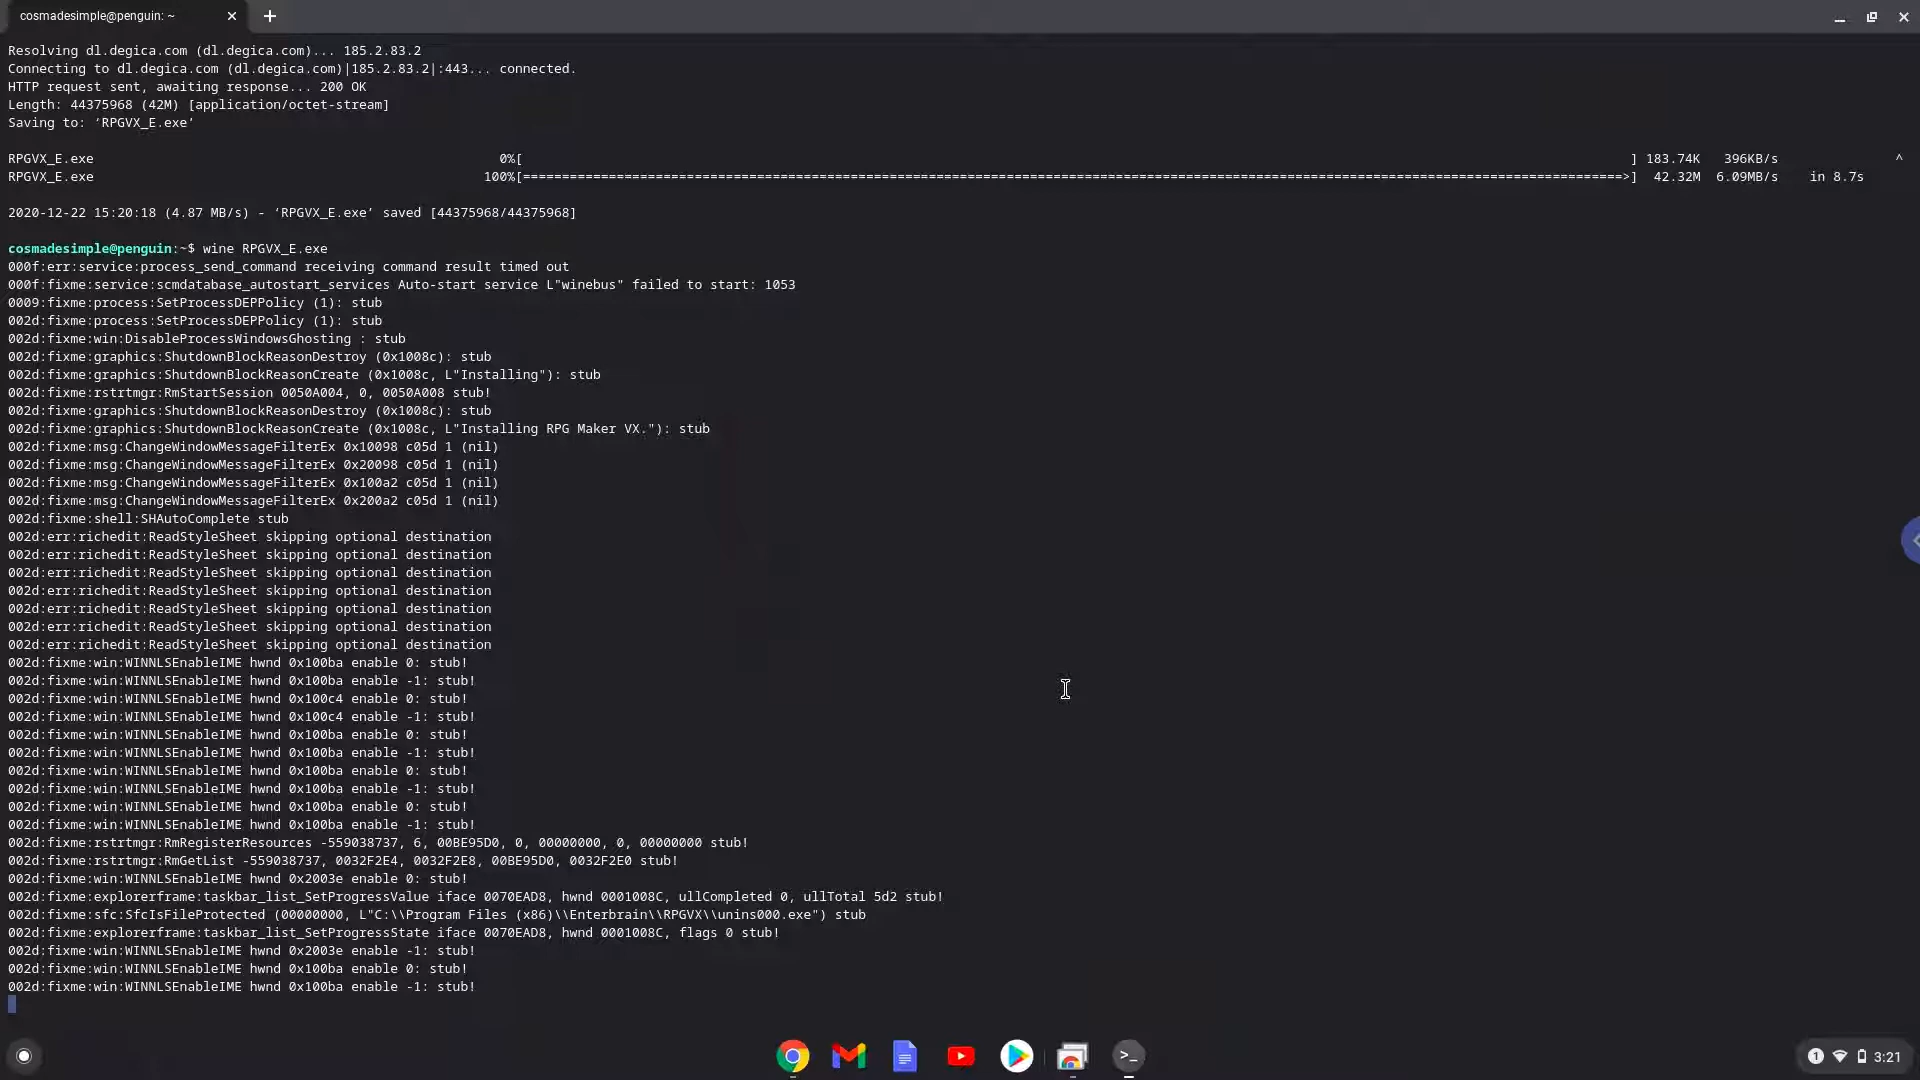 cosmadesimple@penguin: ~
Resolving dl.degica.com (dl.degica.com)... 185.2.83.2
Connecting to dl.degica.com (dl.degica.com)|185.2.83.2|:443... connected.
HTTP request sent, awaiting response... 200 OK
Length: 44375968 (42M) [application/octet-stream]
Saving to: ‘RPGVX_E.exe’
RPGVX_E.exe 0%[ ] 183.74K 396KB/s ^
RPGVX_E.exe 100%[=============================================================================================================================================>] 42.32M 6.09MB/s in 8.7s
2020-12-22 15:20:18 (4.87 MB/s) - ‘RPGVX_E.exe’ saved [44375968/44375968]
cosmadesimple@penguin:~$ wine RPGVX_E.exe
000f:err:service:process_send_command receiving command result timed out
000f:fixme:service:scmdatabase_autostart_services Auto-start service L"winebus" failed to start: 1053
0009:fixme:process:SetProcessDEPPolicy (1): stub
002d:fixme:process:SetProcessDEPPolicy (1): stub
002d:fixme:win:DisableProcessWindowsGhosting : stub
002d:fixme:graphics:ShutdownBlockReasonDestroy (0x1008c): stub
002d:fixme:graphics:ShutdownBlockReasonCreate (0x1008c, L"Installing"): stub
002d:fixme:rstrtmgr:RmStartSession 0050A004, 0, 0050A008 stub!
002d:fixme:graphics:ShutdownBlockReasonDestroy (0x1008c): stub
002d:fixme:graphics:ShutdownBlockReasonCreate (0x1008c, L"Installing RPG Maker VX."): stub
002d:fixme:msg:ChangeWindowMessageFilterEx 0x10098 c05d 1 (nil)
002d:fixme:msg:ChangeWindowMessageFilterEx 0x20098 c05d 1 (nil)
002d:fixme:msg:ChangeWindowMessageFilterEx 0x100a2 c05d 1 (nil)
002d:fixme:msg:ChangeWindowMessageFilterEx 0x200a2 c05d 1 (nil)
002d:fixme:shell:SHAutoComplete stub
002d:err:richedit:ReadStyleSheet skipping optional destination
002d:err:richedit:ReadStyleSheet skipping optional destination
002d:err:richedit:ReadStyleSheet skipping optional destination
002d:err:richedit:ReadStyleSheet skipping optional destination
002d:err:richedit:ReadStyleSheet skipping optional destination
002d:err:richedit:ReadStyleSheet skipping optional destination
002d:err:richedit:ReadStyleSheet skipping optional destination
002d:fixme:win:WINNLSEnableIME hwnd 0x100ba enable 0: stub!
002d:fixme:win:WINNLSEnableIME hwnd 0x100ba enable -1: stub!
002d:fixme:win:WINNLSEnableIME hwnd 0x100c4 enable 0: stub!
002d:fixme:win:WINNLSEnableIME hwnd 0x100c4 enable -1: stub!
002d:fixme:win:WINNLSEnableIME hwnd 0x100ba enable 0: stub!
002d:fixme:win:WINNLSEnableIME hwnd 0x100ba enable -1: stub!
002d:fixme:win:WINNLSEnableIME hwnd 0x100ba enable 0: stub!
002d:fixme:win:WINNLSEnableIME hwnd 0x100ba enable -1: stub!
002d:fixme:win:WINNLSEnableIME hwnd 0x100ba enable 0: stub!
002d:fixme:win:WINNLSEnableIME hwnd 0x100ba enable -1: stub!
002d:fixme:rstrtmgr:RmRegisterResources -559038737, 6, 00BE95D0, 0, 00000000, 0, 00000000 stub!
002d:fixme:rstrtmgr:RmGetList -559038737, 0032F2E4, 0032F2E8, 00BE95D0, 0032F2E0 stub!
002d:fixme:win:WINNLSEnableIME hwnd 0x2003e enable 0: stub!
002d:fixme:explorerframe:taskbar_list_SetProgressValue iface 0070EAD8, hwnd 0001008C, ullCompleted 0, ullTotal 5d2 stub!
002d:fixme:sfc:SfcIsFileProtected (00000000, L"C:\\Program Files (x86)\\Enterbrain\\RPGVX\\unins000.exe") stub
002d:fixme:explorerframe:taskbar_list_SetProgressState iface 0070EAD8, hwnd 0001008C, flags 0 stub!
002d:fixme:win:WINNLSEnableIME hwnd 0x2003e enable -1: stub!
002d:fixme:win:WINNLSEnableIME hwnd 0x100ba enable 0: stub!
002d:fixme:win:WINNLSEnableIME hwnd 0x100ba enable -1: stub!
1 3:21